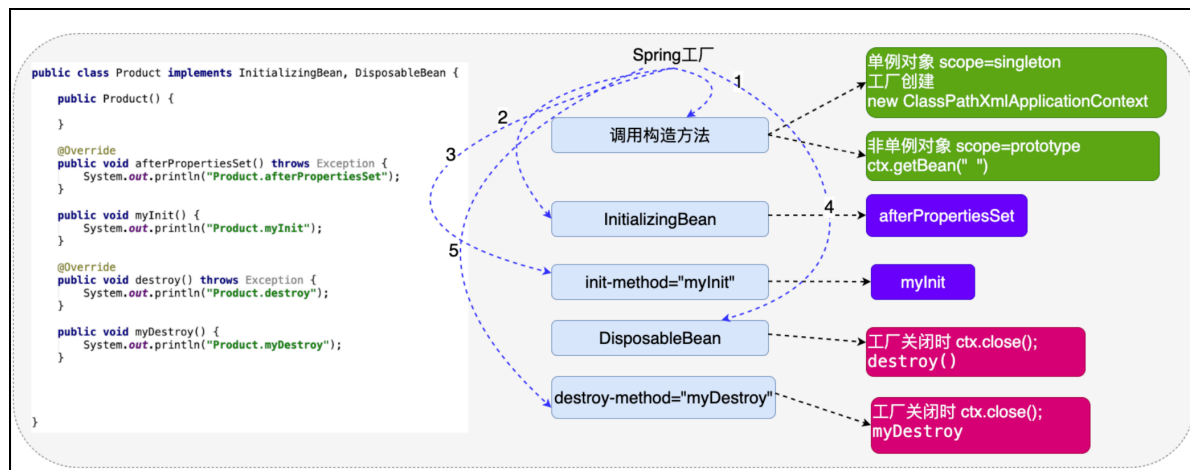 public class Product implements InitializingBean, DisposableBean {
public Product() {
}
@Override
public void afterPropertiesSet() throws Exception {
System.out.println("Product.afterPropertiesSet");
}
public void myInit() {
System.out.println("Product.myInit");
}
@Override
public void destroy() throws Exception {
System.out.println("Product.destroy");
}
public void myDestroy() {
System.out.println("Product.myDestroy");
}
}
Spring工厂
1
2
3
4
5
调用构造方法
单例对象 scope=singleton
工厂创建
new ClassPathXmlApplicationContext
非单例对象 scope=prototype
ctx.getBean(" ")
InitializingBean
afterPropertiesSet
init-method="myInit"
myInit
DisposableBean
工厂关闭时 ctx.close();
destroy()
destroy-method="myDestroy"
工厂关闭时 ctx.close();
myDestroy